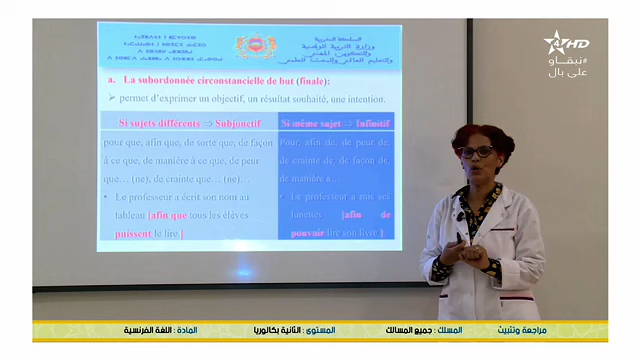 المملكة المغربية
وزارة التربية الوطنية
والتكوين المهني
والتعليم العالي والبحث العلمي
4HD
#نبقاو
على بال
a. La subordonnée circonstancielle de but (finale):
➢ permet d'exprimer un objectif, un résultat souhaité, une intention.
Si sujets différents ⇒ Subjonctif
pour que, afin que, de sorte que, de façon
à ce que, de manière à ce que, de peur
que… (ne), de crainte que… (ne)…
• Le professeur a écrit son nom au
tableau [afin que tous les élèves
puissent le lire.]
Si même sujet ⇒ Infinitif
Pour, afin de, de peur de,
de crainte de, de façon de,
de manière à…
• Le professeur a mis ses
lunettes [afin de
pouvoir lire son livre ]
مراجعة وتثبيت
المسلك : جميع المسالك
المستوى : الثانية بكالوريا
المادة : اللغة الفرنسية